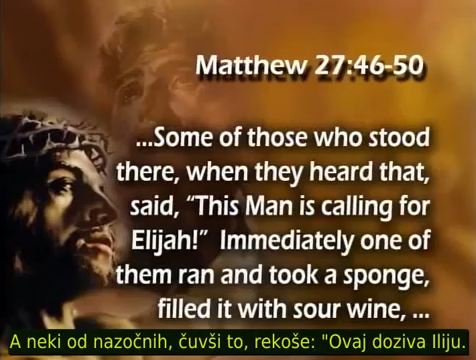 Matthew 27:46-50
...Some of those who stood
there, when they heard that,
said, “This Man is calling for
Elijah!” Immediately one of
them ran and took a sponge,
filled it with sour wine, ...
A neki od nazočnih, čuvši to, rekoše: "Ovaj doziva Iliju.